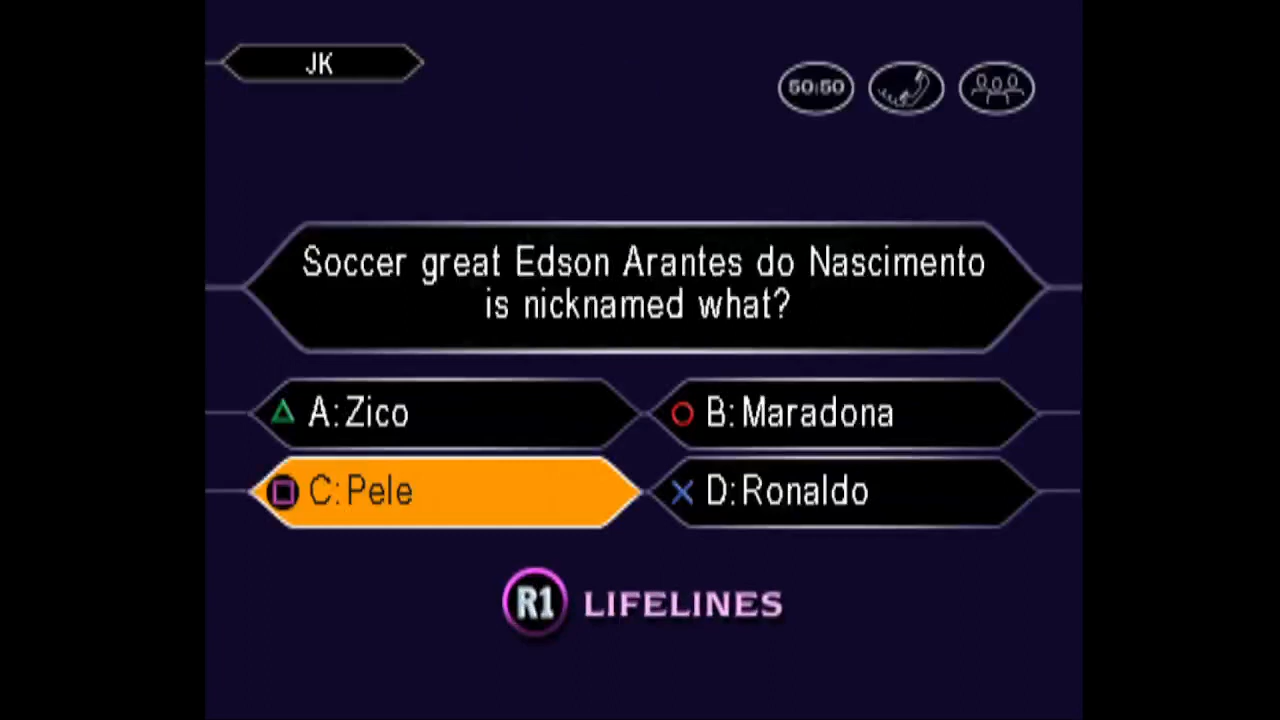 JK
50:50
Soccer great Edson Arantes do Nascimento
is nicknamed what?
A: Zico
B: Maradona
C: Pele
D: Ronaldo
R1 LIFELINES